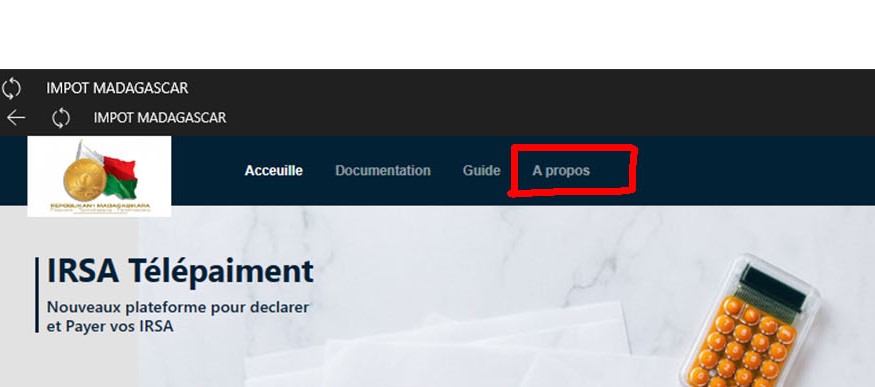 IMPOT MADAGASCAR
IMPOT MADAGASCAR
Acceuille Documentation Guide A propos
REPOBLIKAN'I MADAGASIKARA
IRSA Télépaiment
Nouveaux plateforme pour declarer
et Payer vos IRSA